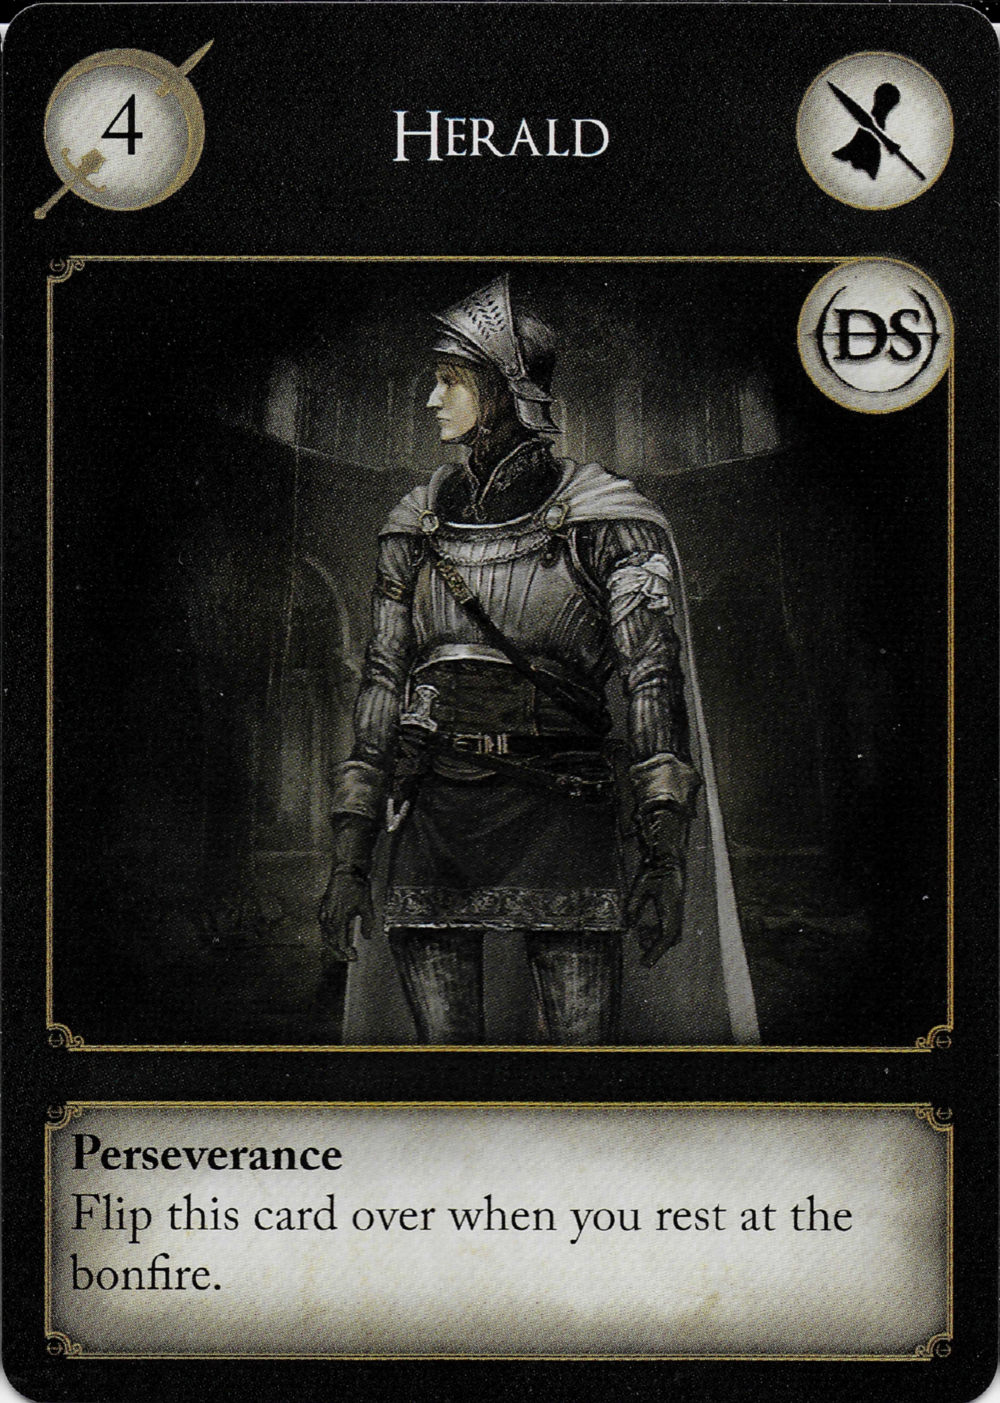 4
HERALD
DS
Perseverance
Flip this card over when you rest at the
bonfire.